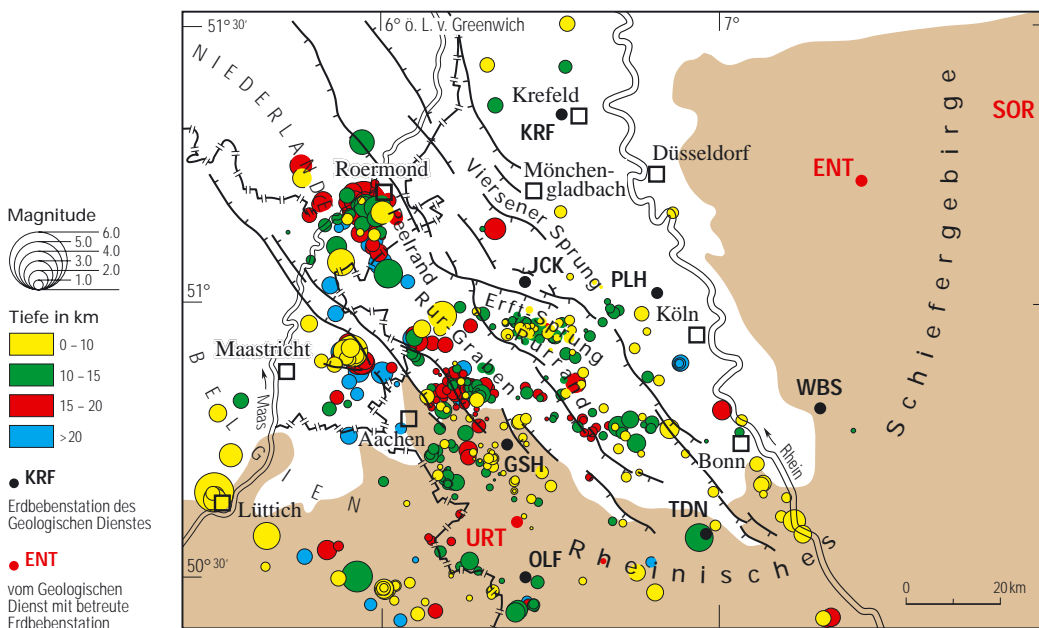 51° 30'
6° ö. L. v. Greenwich
7°
NIEDERLANDE
Krefeld
KRF
SOR
Düsseldorf
ENT
Roermond
Mönchen-
gladbach
Viersener Sprung
Peelrand
Schiefergebirge
Magnitude
6.0
5.0
4.0
3.0
2.0
1.0
JCK
PLH
51°
Erft-Sprung
Rurrand
Rur-Graben
Köln
Tiefe in km
0 – 10
10 – 15
15 – 20
>20
Maastricht
Maas
BELGIEN
WBS
Aachen
GSH
Bonn
Rhein
KRF
Erdbebenstation des
Geologischen Dienstes
Lüttich
TDN
URT
Rheinisches
OLF
50° 30'
ENT
vom Geologischen
Dienst mit betreute
Erdbebenstation
0 20 km